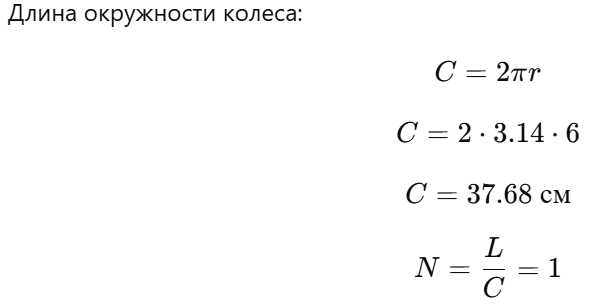 Длина окружности колеса:
C = 2πr
C = 2 · 3.14 · 6
C = 37.68 см
N = L/C = 1